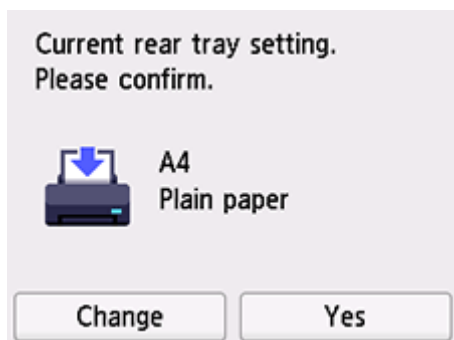 Current rear tray setting.
Please confirm.
A4
Plain paper
Change
Yes